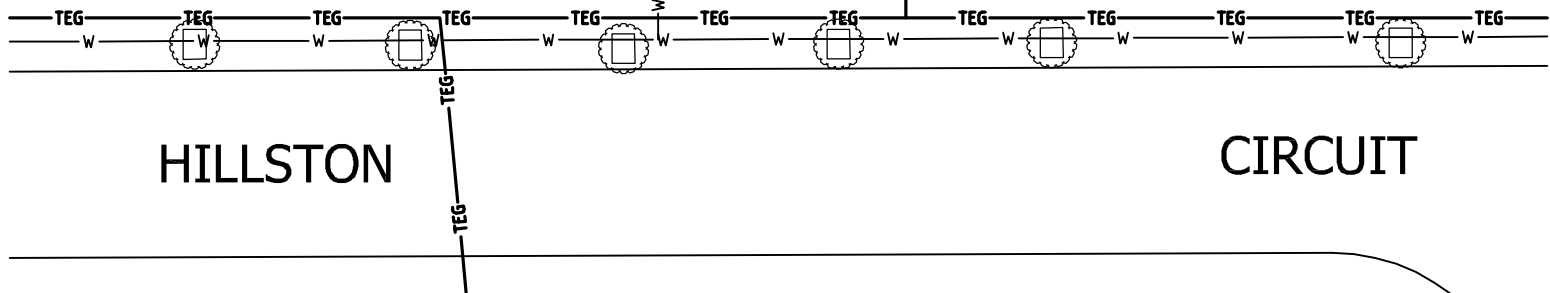 TEG TEG TEG TEG TEG TEG TEG TEG TEG TEG TEG TEG
W
W W W W W W W W W W W W W
TEG
HILLSTON CIRCUIT
TEG